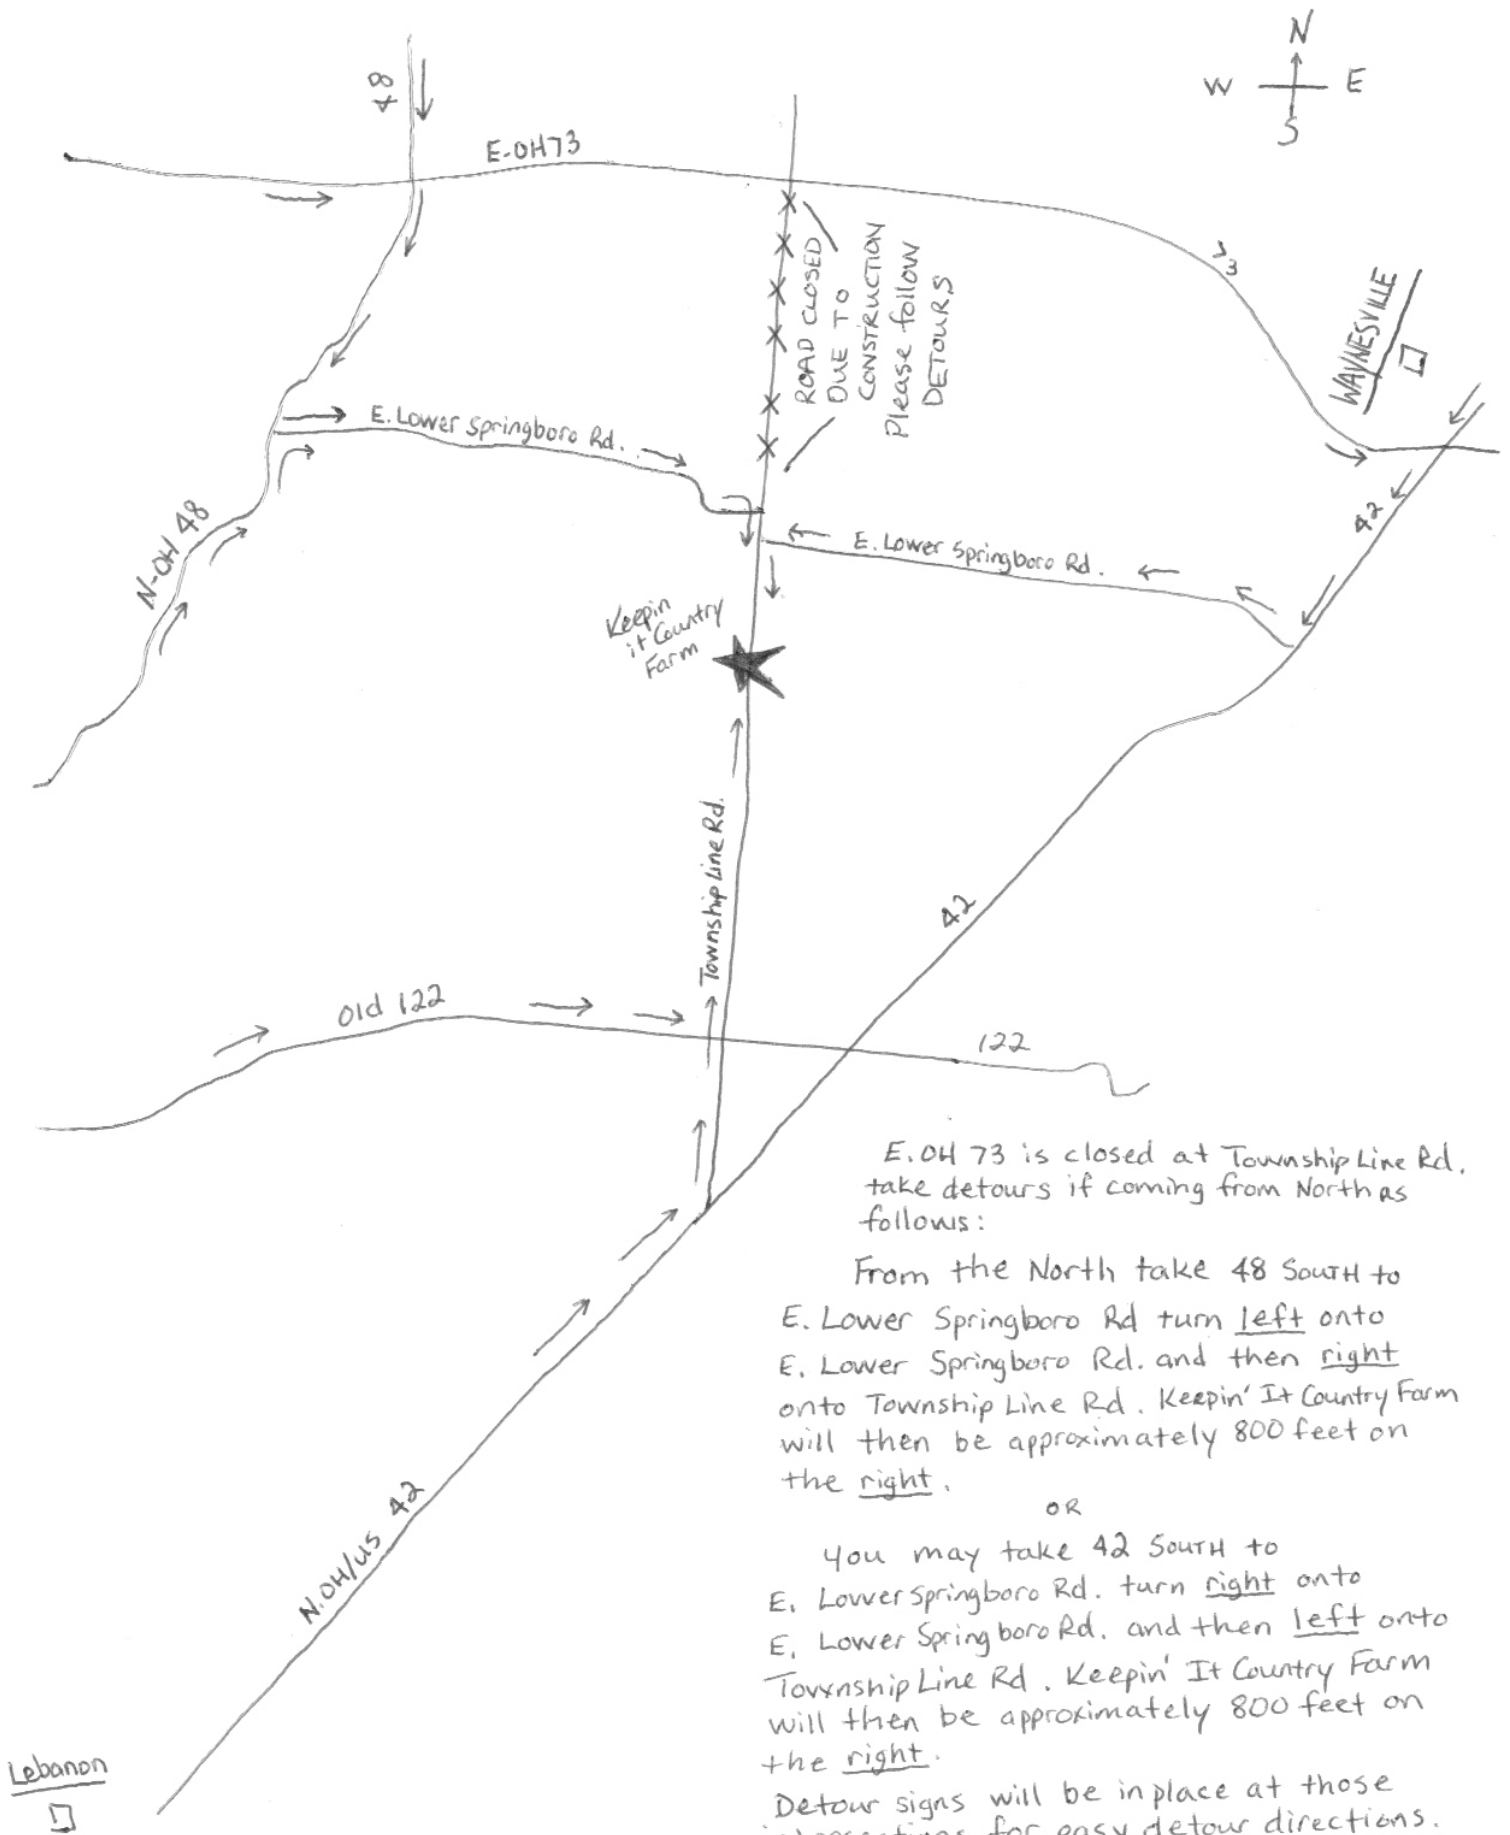 N
W E
S
48
E-OH73
73
ROAD CLOSED
DUE TO
CONSTRUCTION
Please follow
DETOURS
WAYNESVILLE
E. Lower Springboro Rd.
N-OH 48
42
E. Lower Springboro Rd.
Keepin
it Country
Farm
Township Line Rd.
42
Old 122
122
E. OH 73 is closed at Township Line Rd.
take detours if coming from North as
follows:
From the North take 48 SOUTH to
E. Lower Springboro Rd turn left onto
E. Lower Springboro Rd. and then right
onto Township Line Rd. Keepin' It Country Farm
will then be approximately 800 feet on
the right.
OR
you may take 42 SOUTH to
E. Lower Springboro Rd. turn right onto
E. Lower Springboro Rd. and then left onto
Township Line Rd. Keepin' It Country Farm
will then be approximately 800 feet on
the right.
N.OH/US 42
Lebanon
Detour signs will be in place at those
intersections for easy detour directions.